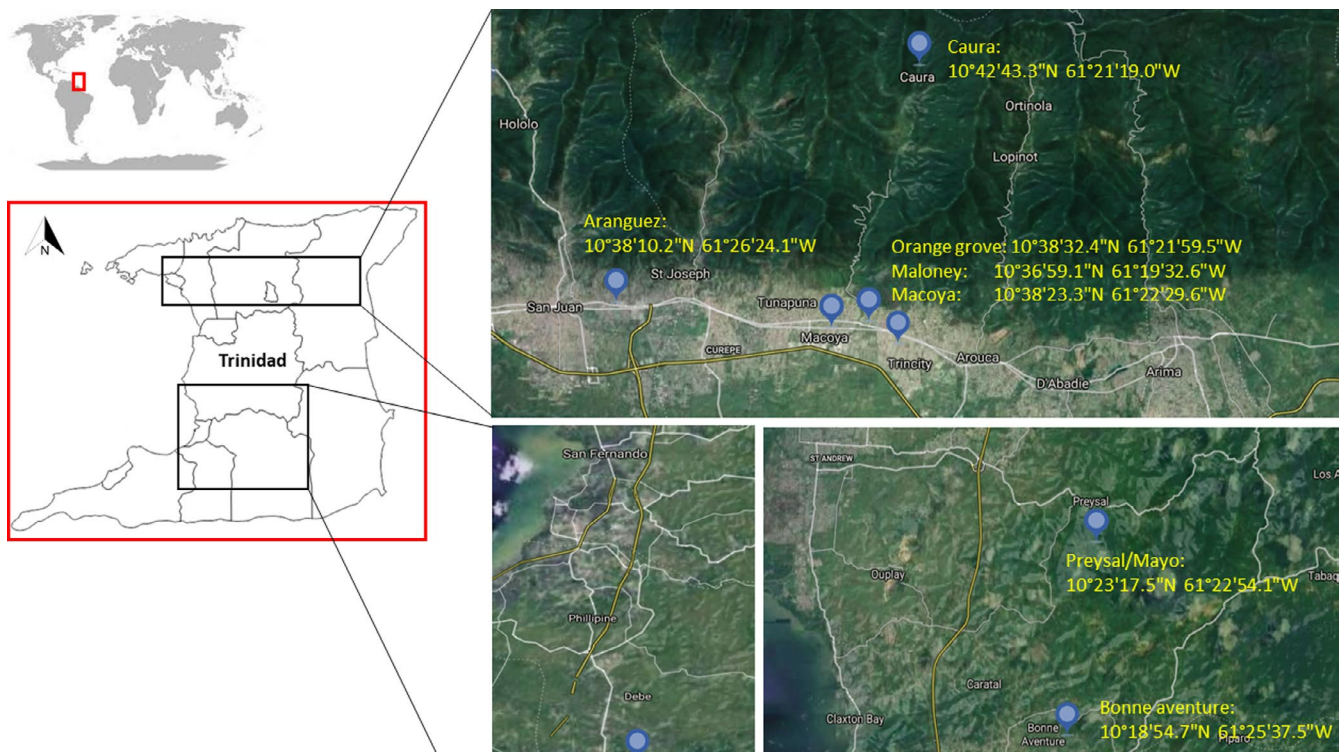 N
Trinidad
Caura:
10°42'43.3"N 61°21'19.0"W
Caura
Ortinola
Hololo
Lopinot
Aranguez:
10°38'10.2"N 61°26'24.1"W
Orange grove: 10°38'32.4"N 61°21'59.5"W
Maloney: 10°36'59.1"N 61°19'32.6"W
Macoya: 10°38'23.3"N 61°22'29.6"W
St Joseph
San Juan
Tunapuna
Macoya
CUREPE
Trincity
Arouca
D'Abadie
Arima
San Fernando
Phillipine
Debe
ST ANDREW
Los A
Preysal
Preysal/Mayo:
10°23'17.5"N 61°22'54.1"W
Ouplay
Tabaq
Caratal
Claxton Bay
Bonne aventure:
10°18'54.7"N 61°25'37.5"W
Bonne
Aventure
Piparo